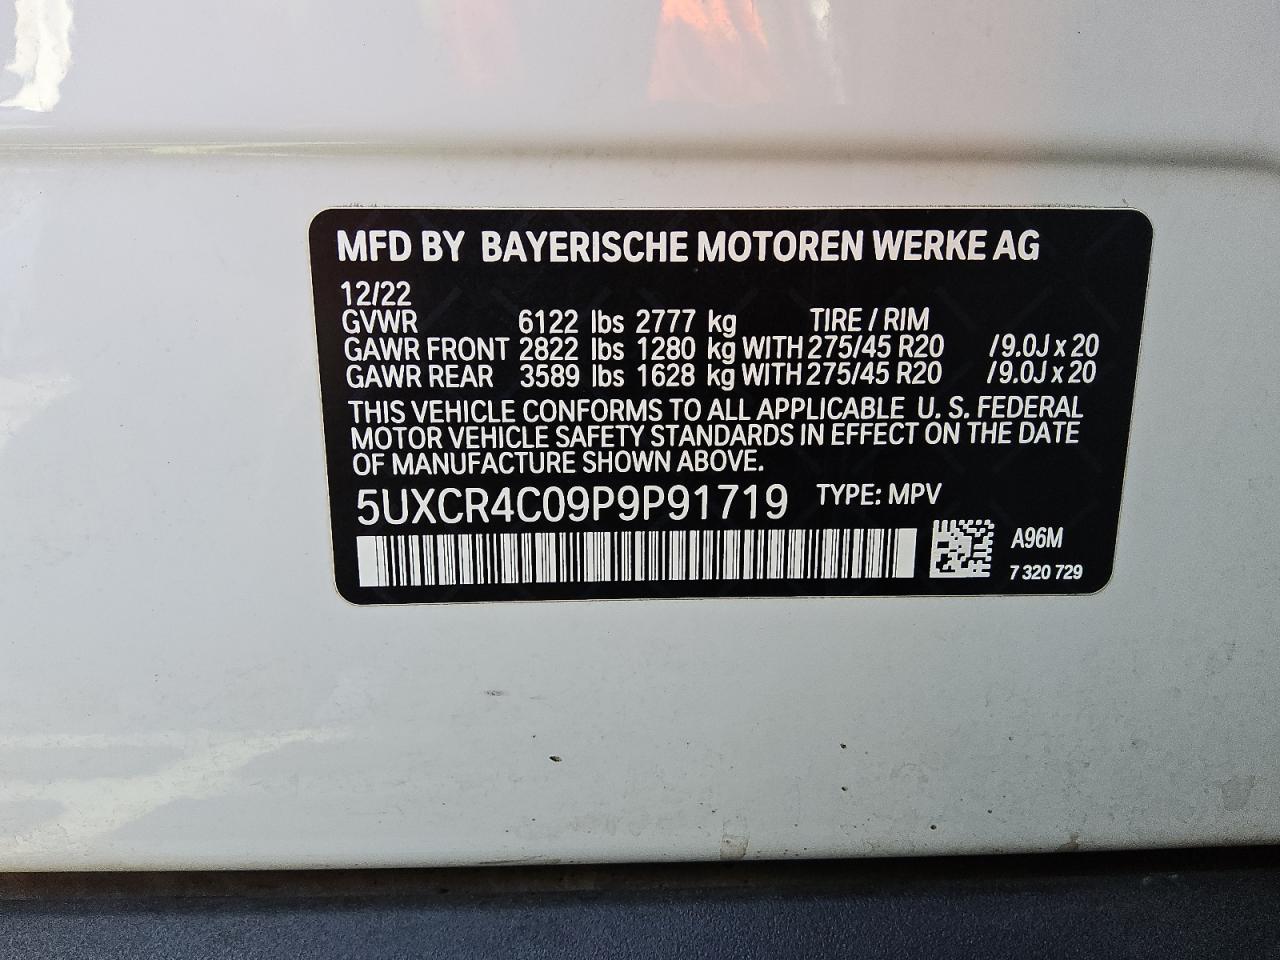 MFD BY BAYERISCHE MOTOREN WERKE AG
12/22
GVWR 6122 lbs 2777 kg TIRE / RIM
GAWR FRONT 2822 lbs 1280 kg WITH 275/45 R20 /9.0J x 20
GAWR REAR 3589 lbs 1628 kg WITH 275/45 R20 /9.0J x 20
THIS VEHICLE CONFORMS TO ALL APPLICABLE U. S. FEDERAL
MOTOR VEHICLE SAFETY STANDARDS IN EFFECT ON THE DATE
OF MANUFACTURE SHOWN ABOVE.
5UXCR4C09P9P91719 TYPE: MPV
A96M
7 320 729